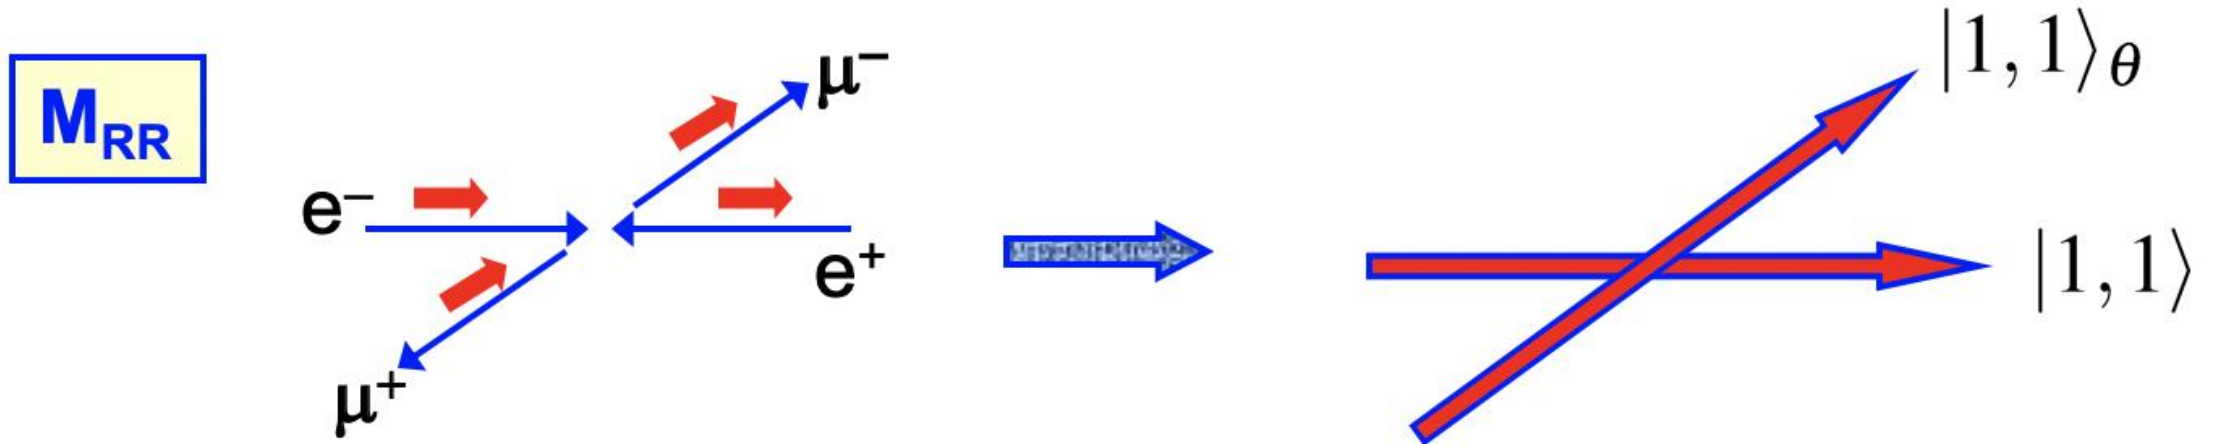 M_RR
μ⁻
e⁻
e⁺
μ⁺
|1, 1⟩_θ
|1, 1⟩